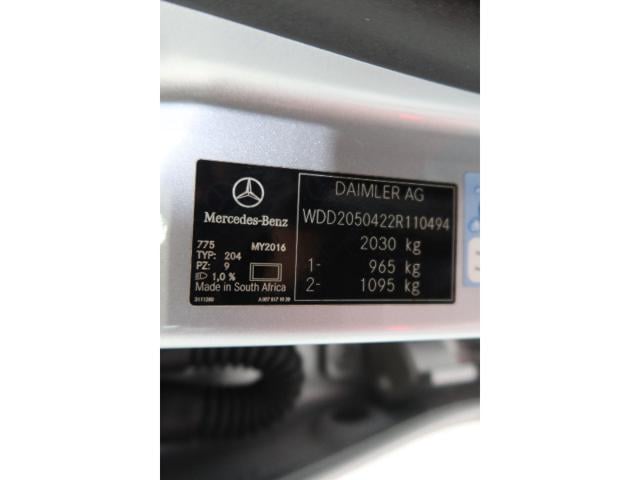 DAIMLER AG
Mercedes-Benz
WDD2050422R110494
2030 kg
1- 965 kg
2- 1095 kg
775 MY2016
TYP: 204
PZ: 9
1,0 %
Made in South Africa